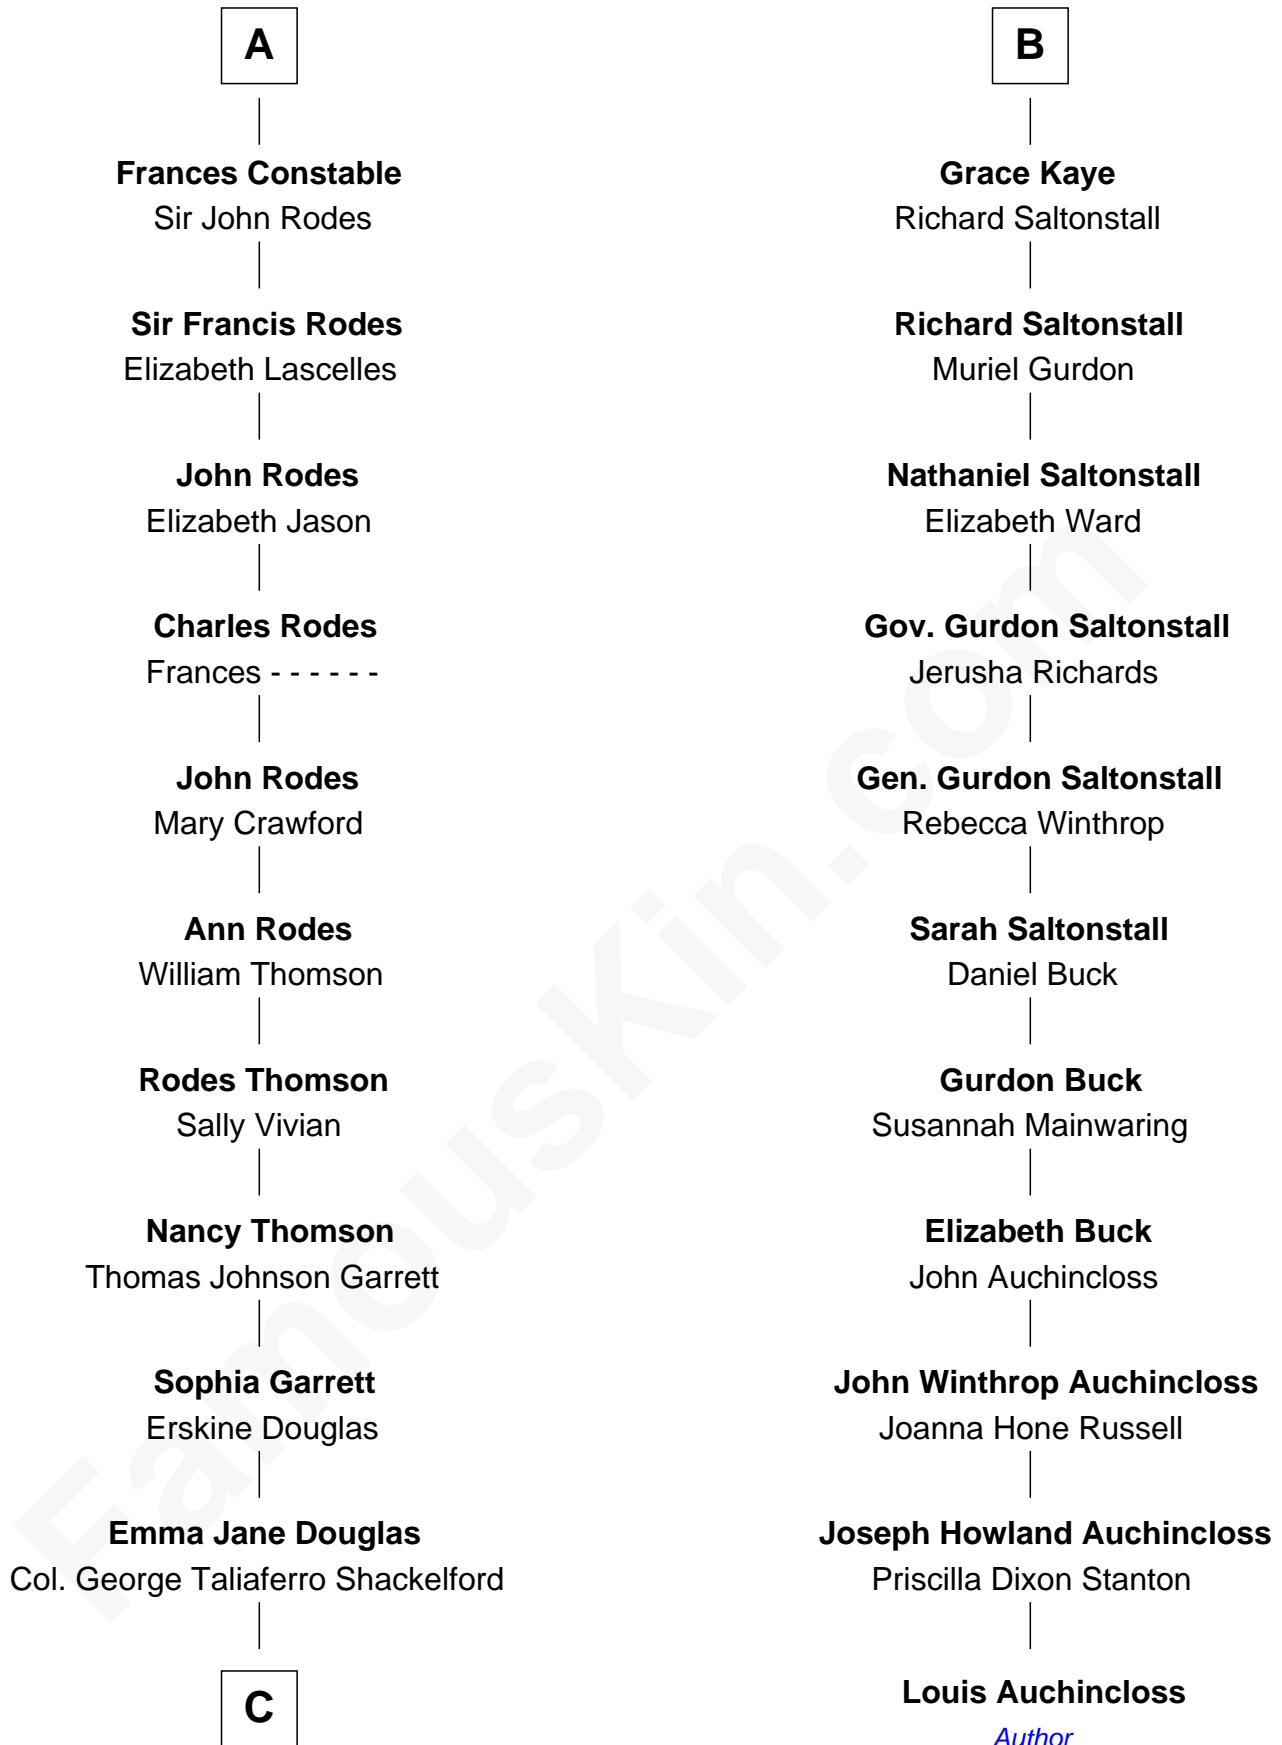 A
Frances Constable
Sir John Rodes
Sir Francis Rodes
Elizabeth Lascelles
John Rodes
Elizabeth Jason
Charles Rodes
Frances - - - - - -
John Rodes
Mary Crawford
Ann Rodes
William Thomson
Rodes Thomson
Sally Vivian
Nancy Thomson
Thomas Johnson Garrett
Sophia Garrett
Erskine Douglas
Emma Jane Douglas
Col. George Taliaferro Shackelford
C
B
Grace Kaye
Richard Saltonstall
Richard Saltonstall
Muriel Gurdon
Nathaniel Saltonstall
Elizabeth Ward
Gov. Gurdon Saltonstall
Jerusha Richards
Gen. Gurdon Saltonstall
Rebecca Winthrop
Sarah Saltonstall
Daniel Buck
Gurdon Buck
Susannah Mainwaring
Elizabeth Buck
John Auchincloss
John Winthrop Auchincloss
Joanna Hone Russell
Joseph Howland Auchincloss
Priscilla Dixon Stanton
Louis Auchincloss
Author
FamousKin.com